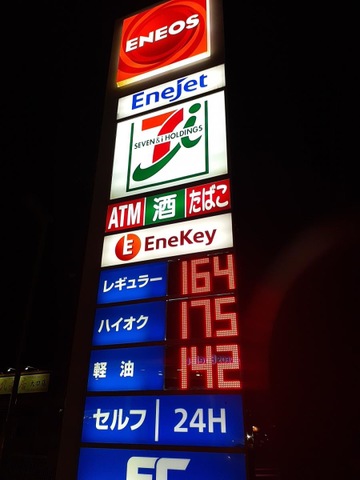 ENEOS
EneJet
7i
SEVEN & i HOLDINGS
ATM 酒 たばこ
E EneKey
レギュラー 164
ハイオク 175
軽油 142
セルフ 24H